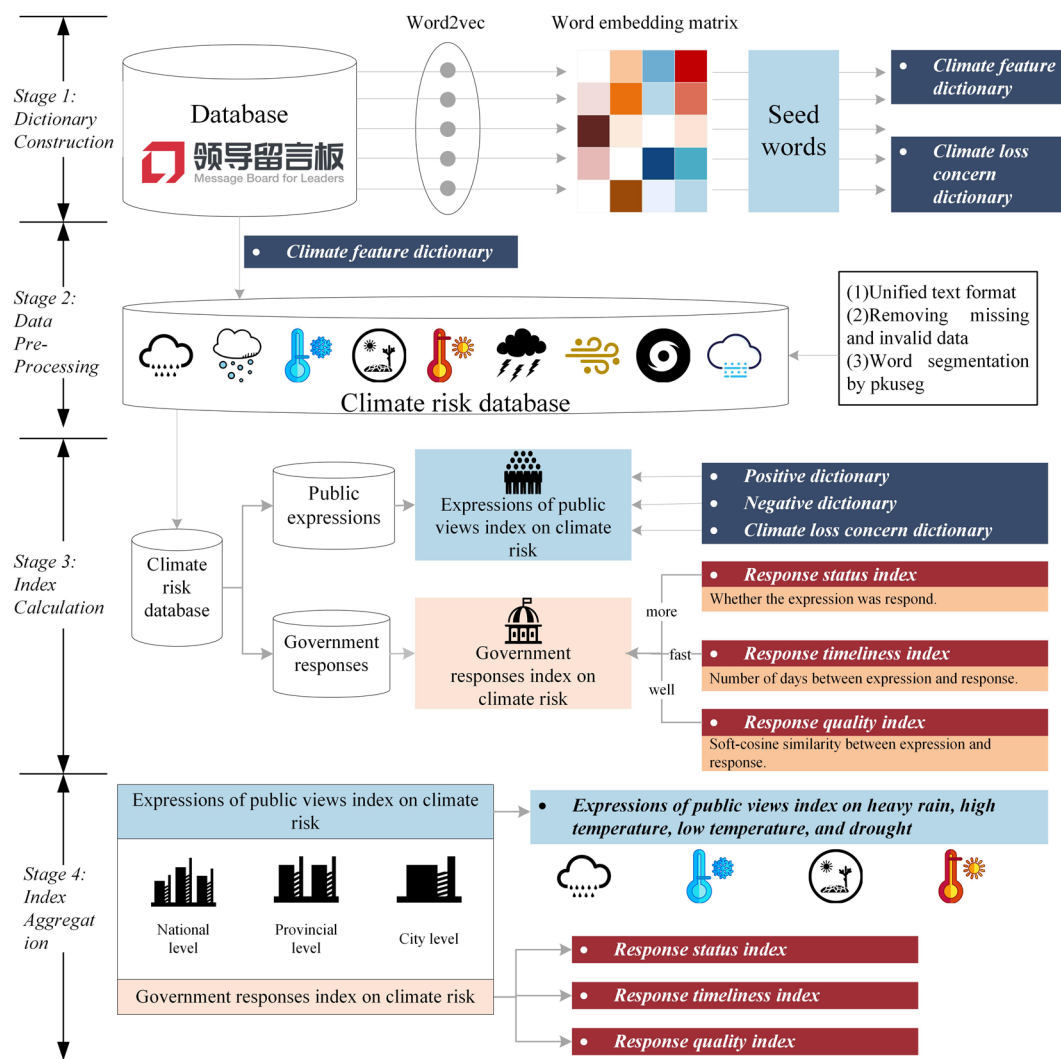 Stage 1:
Dictionary
Construction
Word2vec
Word embedding matrix
Database
领导留言板
Message Board for Leaders
Seed
words
• Climate feature
dictionary
• Climate loss
concern
dictionary
• Climate feature dictionary
Stage 2:
Data
Pre-
Processing
Climate risk database
(1)Unified text format
(2)Removing missing
and invalid data
(3)Word segmentation
by pkuseg
Stage 3:
Index
Calculation
Climate
risk
database
Public
expressions
Government
responses
Expressions of public
views index on climate
risk
Government
responses index on
climate risk
• Positive dictionary
• Negative dictionary
• Climate loss concern dictionary
more
fast
well
• Response status index
Whether the expression was respond.
• Response timeliness index
Number of days between expression and response.
• Response quality index
Soft-cosine similarity between expression and
response.
Stage 4:
Index
Aggregat
ion
Expressions of public views index on climate
risk
National
level
Provincial
level
City level
Government responses index on climate risk
• Expressions of public views index on heavy rain, high
temperature, low temperature, and drought
• Response status index
• Response timeliness index
• Response quality index